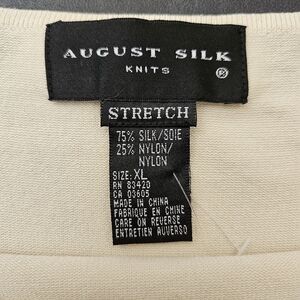 AUGUST SILK
KNITS
®
STRETCH
75% SILK/SOIE
25% NYLON/
NYLON
SIZE: XL
RN 83420
CA 03605
MADE IN CHINA
FABRIQUE EN CHINE
CARE ON REVERSE
ENTRETIEN AUVERSO